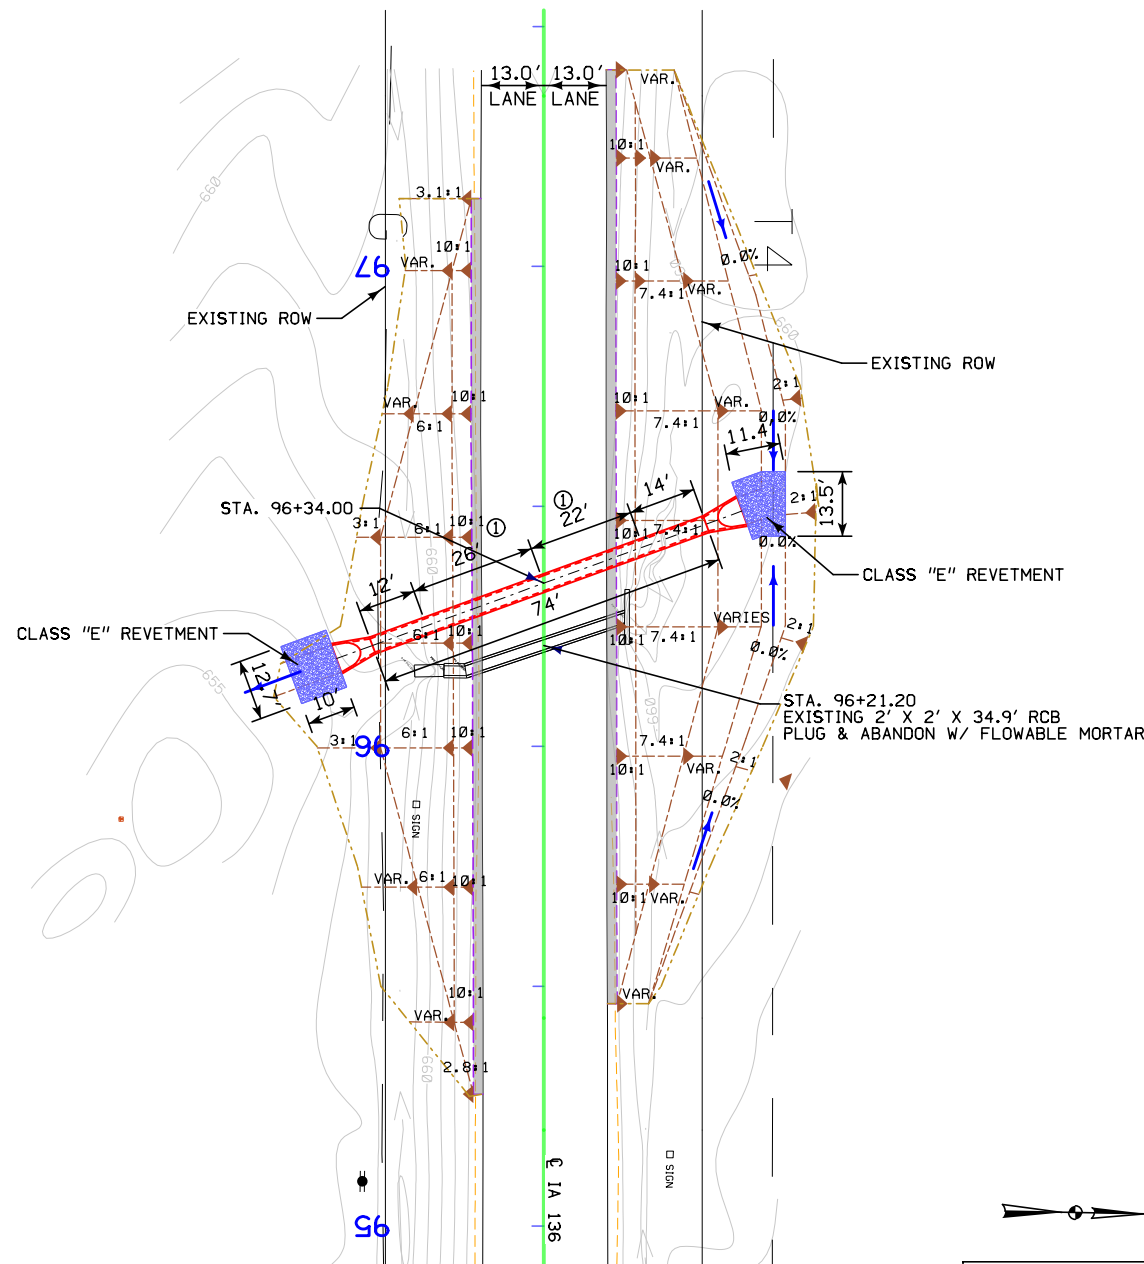 13.0' 13.0'
LANE LANE
VAR.
10:1
VAR.
660
3.1:1
10:1
VAR.
97
0.0%
14
10:1
7.4:1
VAR.
EXISTING ROW
660
EXISTING ROW
2:1
VAR.
10:1
6:1
10:1
7.4:1
VAR.
0.0%
11.4'
14'
① 22'
STA. 96+34.00
3:1
6:1
10:1
①
26'
10:1
7.4:1
2:1
13.5'
0.0%
660
12'
74'
CLASS "E" REVETMENT
CLASS "E" REVETMENT
6:1
10:1
10:1
7.4:1
VARIES
2:1
0.0%
655
12.7'
10'
660
STA. 96+21.20
EXISTING 2' X 2' X 34.9' RCB
PLUG & ABANDON W/ FLOWABLE MORTAR
3:1
96
6:1
10:1
7.4:1
10:1
VAR.
2:1
0.0%
SIGN
VAR.
6:1
10:1
10:1
VAR.
10:1
VAR.
VAR.
2.8:1
660
SIGN
95
℄ IA 136